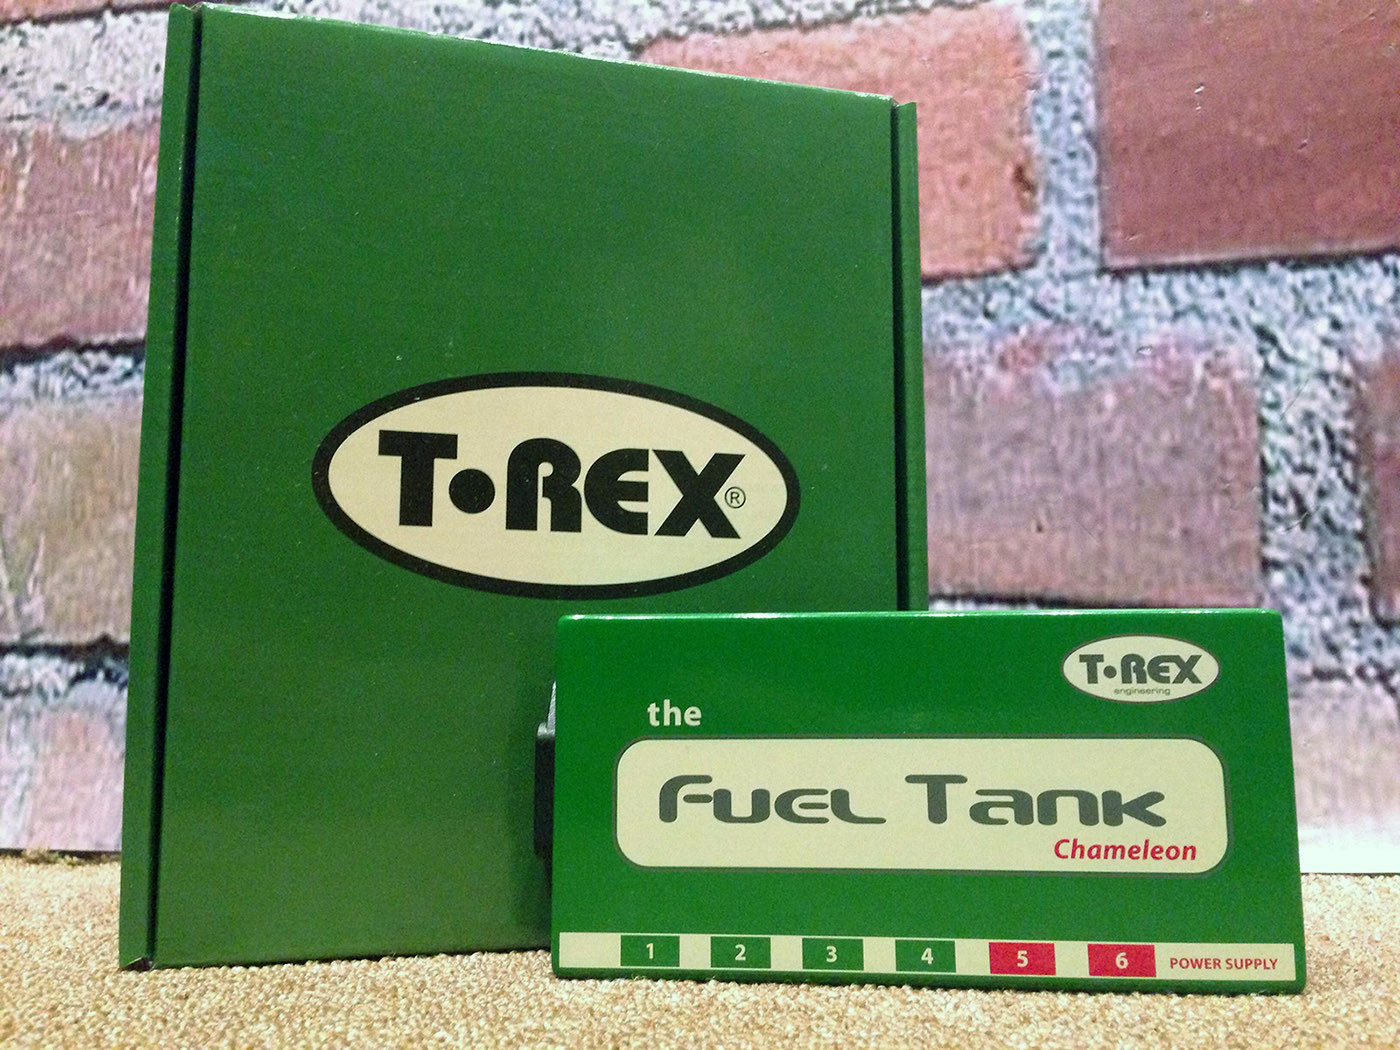 T•REX®
T•REX
engineering
the
Fuel Tank
Chameleon
1 2 3 4 5 6 POWER SUPPLY